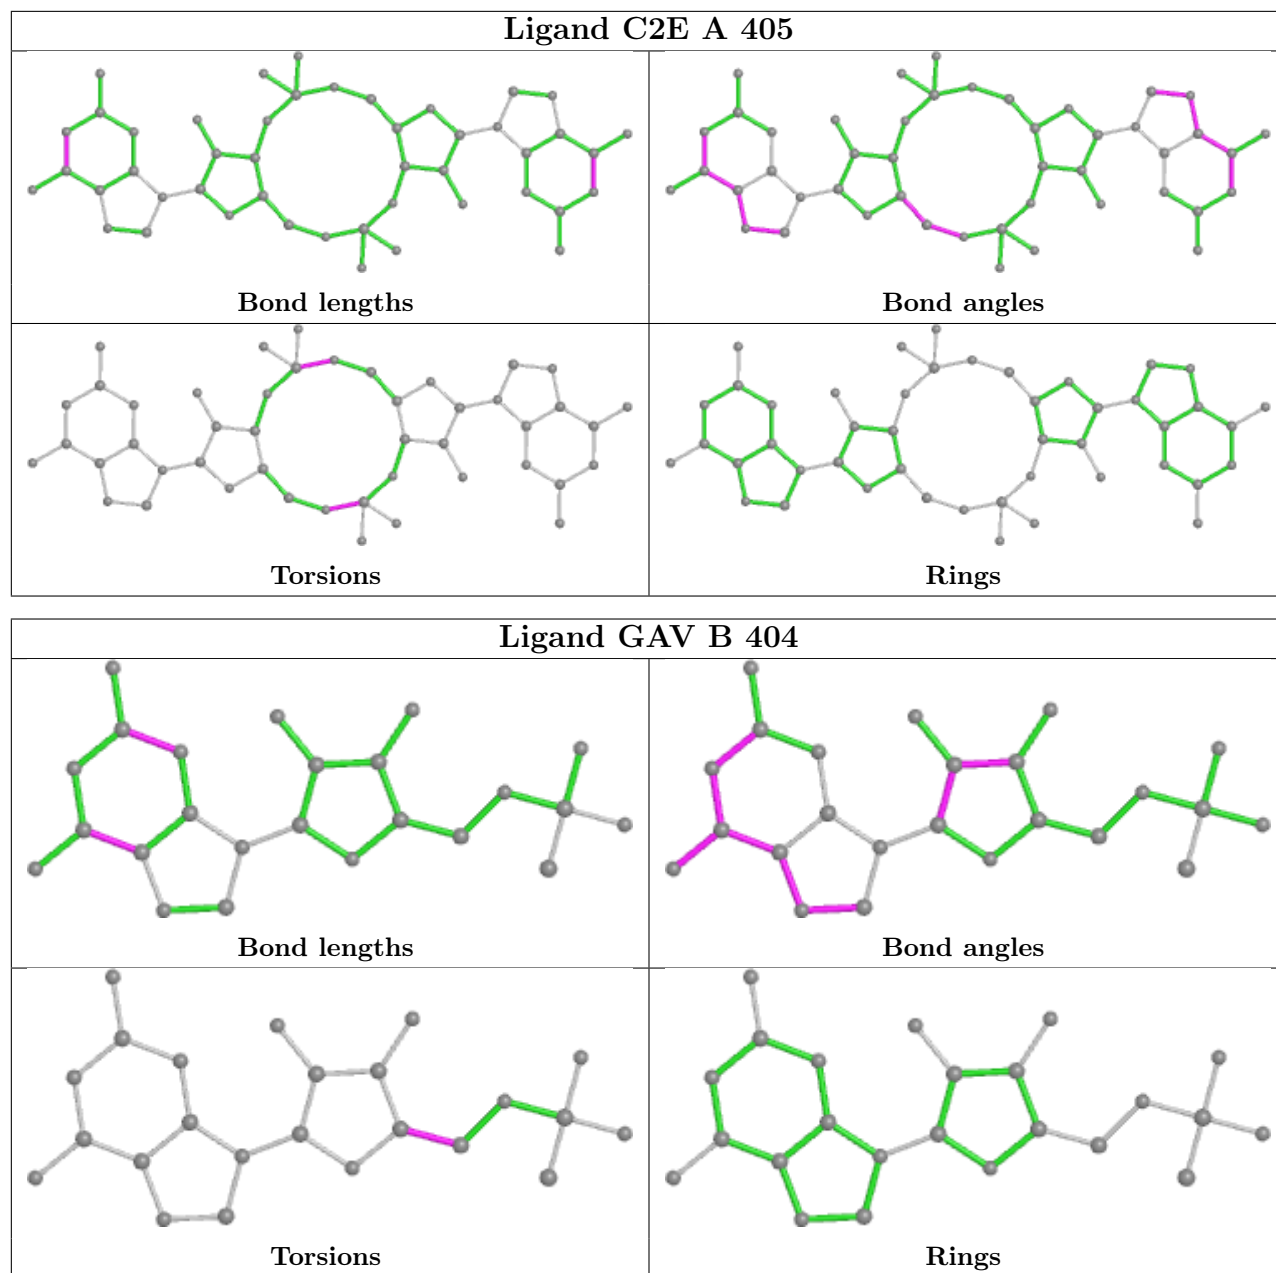 Ligand C2E A 405
Bond lengths
Bond angles
Torsions
Rings
Ligand GAV B 404
Bond lengths
Bond angles
Torsions
Rings